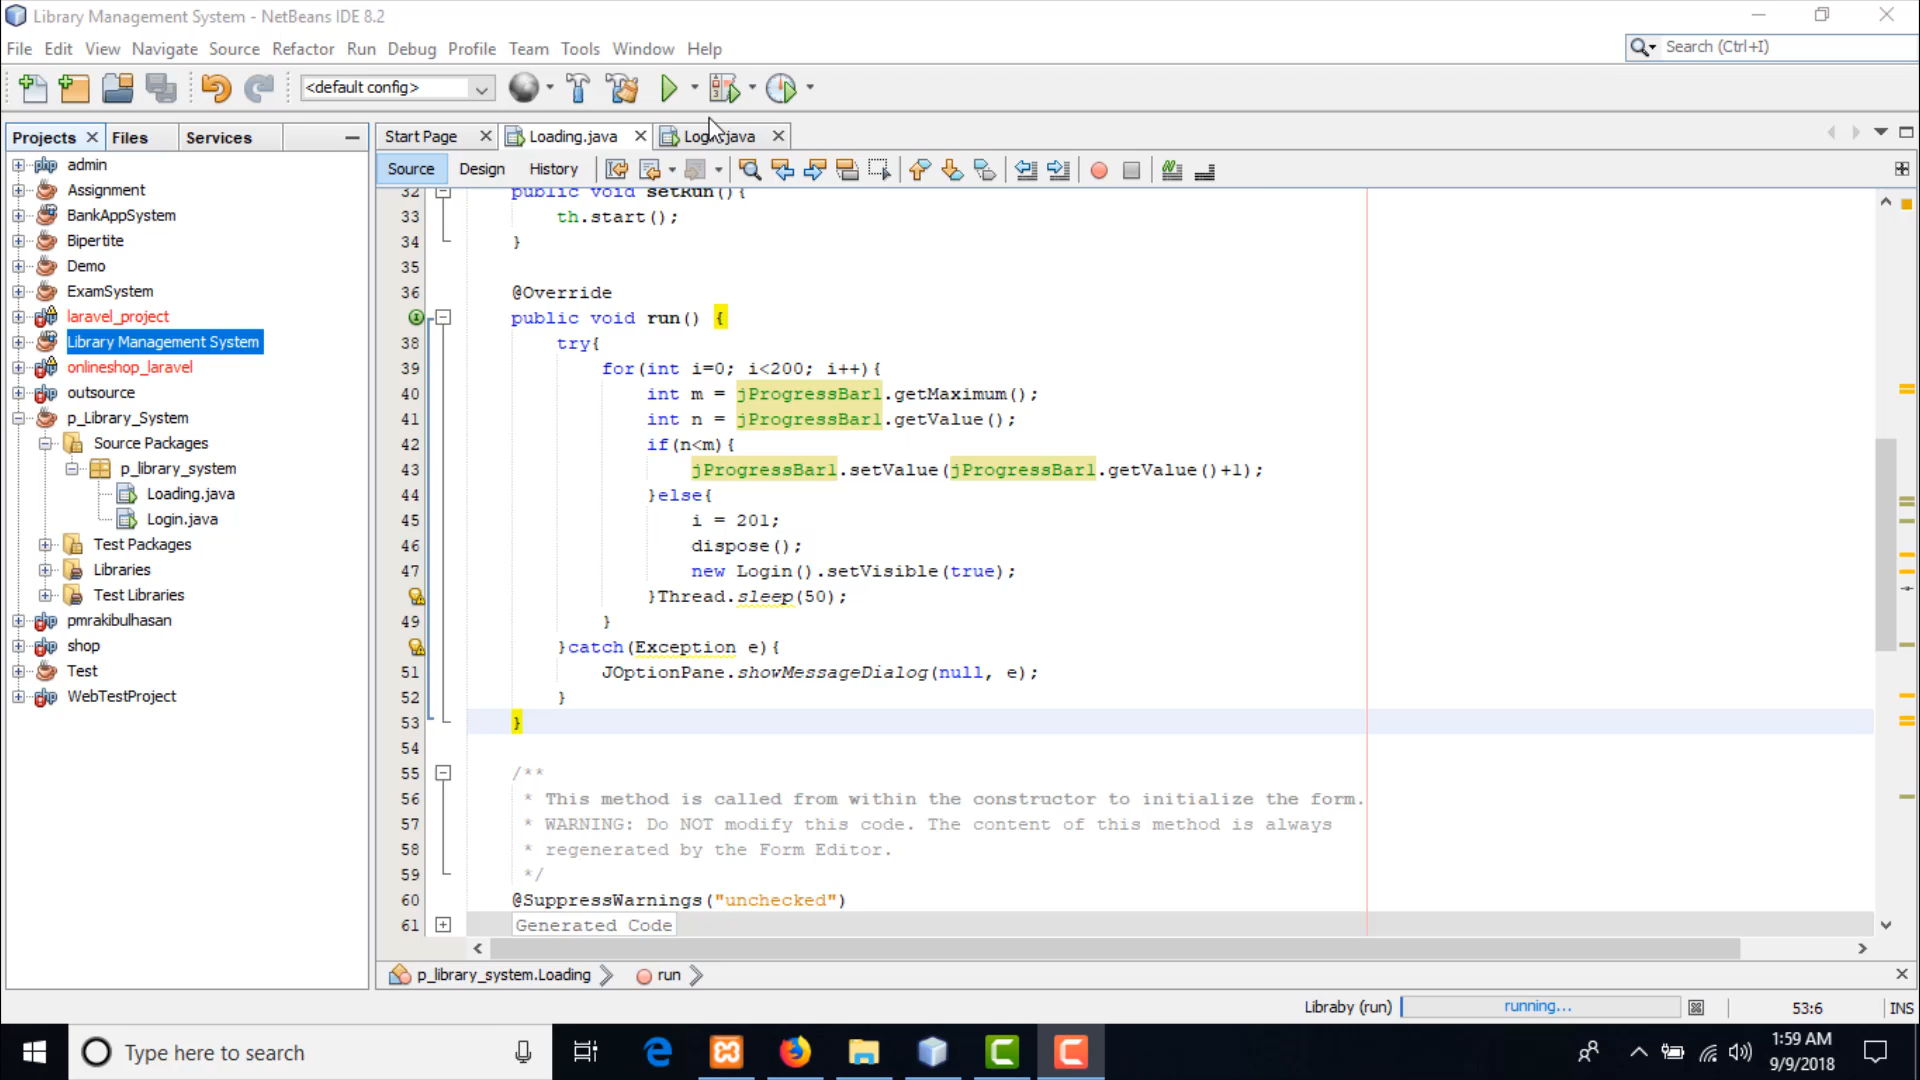 Library Management System - NetBeans IDE 8.2
File Edit View Navigate Source Refactor Run Debug Profile Team Tools Window Help
Search (Ctrl+I)
<default config>
Projects Files Services
Start Page Loading.java Login.java
Source Design History
admin
Assignment
BankAppSystem
Bipertite
Demo
ExamSystem
laravel_project
Library Management System
onlineshop_laravel
outsource
p_Library_System
Source Packages
p_library_system
Loading.java
Login.java
Test Packages
Libraries
Test Libraries
pmrakibulhasan
shop
Test
WebTestProject
32 public void setRun(){
33 th.start();
34 }
35
36 @Override
public void run() {
38 try{
39 for(int i=0; i<200; i++){
40 int m = jProgressBar1.getMaximum();
41 int n = jProgressBar1.getValue();
42 if(n<m){
43 jProgressBar1.setValue(jProgressBar1.getValue()+1);
44 }else{
45 i = 201;
46 dispose();
47 new Login().setVisible(true);
}Thread.sleep(50);
49 }
}catch(Exception e){
51 JOptionPane.showMessageDialog(null, e);
52 }
53 }
54
55 /**
56 * This method is called from within the constructor to initialize the form.
57 * WARNING: Do NOT modify this code. The content of this method is always
58 * regenerated by the Form Editor.
59 */
60 @SuppressWarnings("unchecked")
61 Generated Code
p_library_system.Loading run
Libraby (run) running... 53:6 INS
Type here to search
1:59 AM
9/9/2018